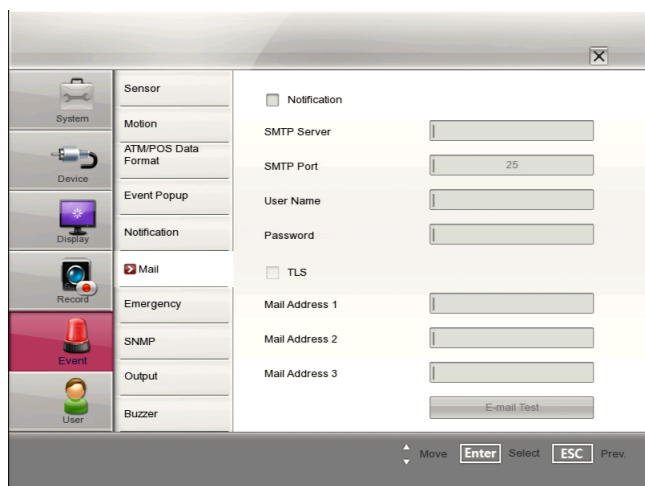 System
Device
Display
Record
Event
User
Sensor
Motion
ATM/POS Data
Format
Event Popup
Notification
Mail
Emergency
SNMP
Output
Buzzer
Notification
SMTP Server
SMTP Port 25
User Name
Password
TLS
Mail Address 1
Mail Address 2
Mail Address 3
E-mail Test
Move Enter Select ESC Prev.